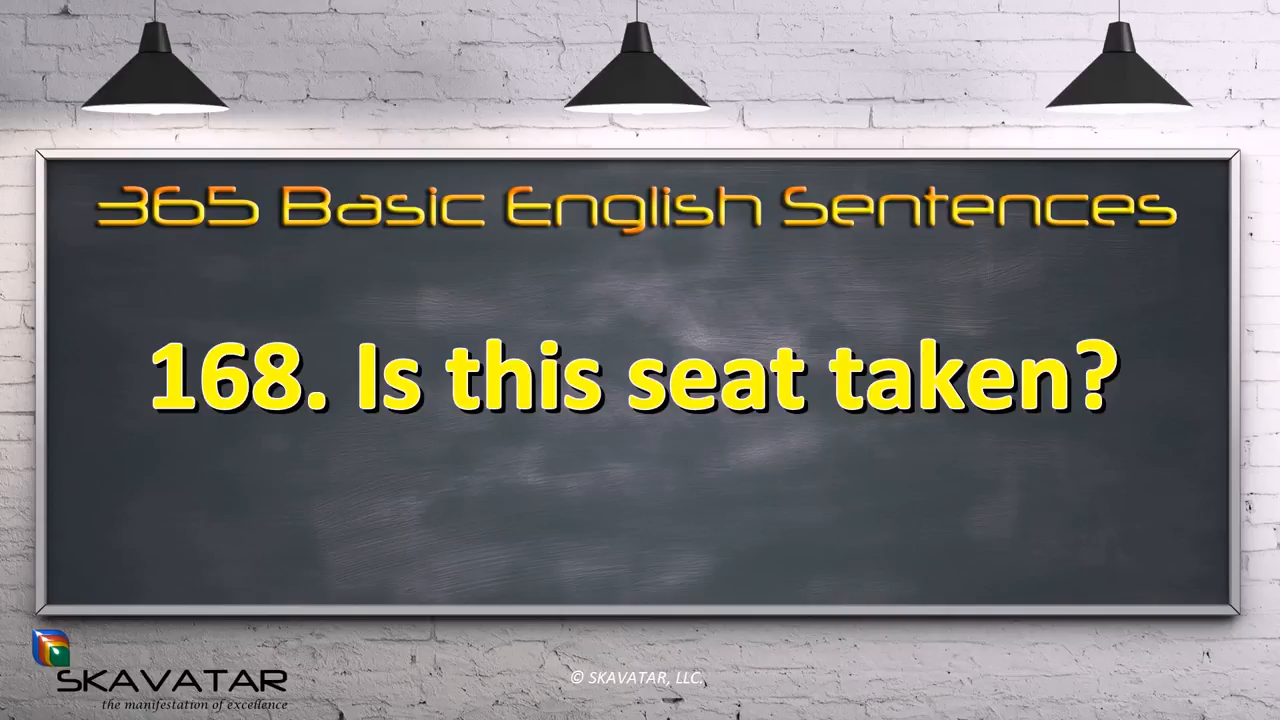 365 Basic English Sentences
168. Is this seat taken?
SKAVATAR
the manifestation of excellence
© SKAVATAR, LLC.